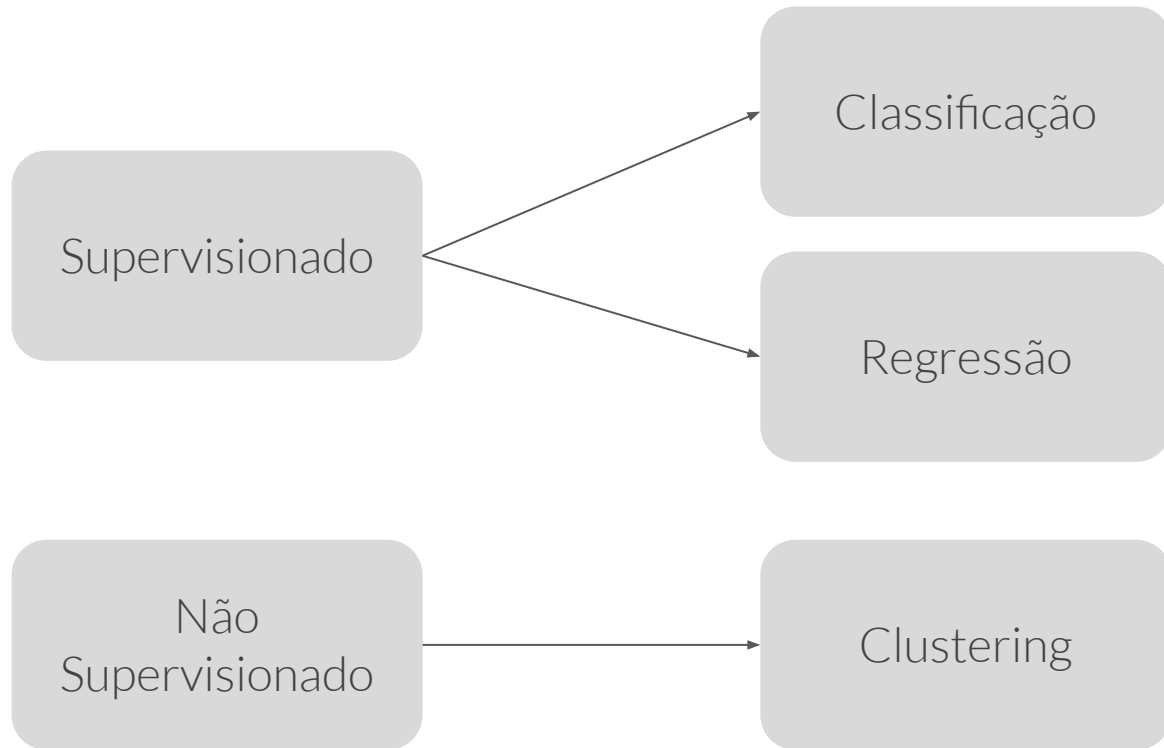 Classificação
Supervisionado
Regressão
Não
Supervisionado
Clustering